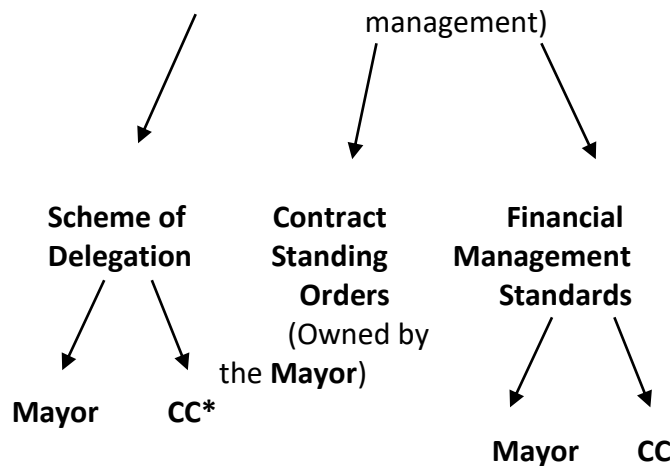 management)
Scheme of
Delegation
Contract
Standing
Orders
(Owned by
the Mayor)
Financial
Management
Standards
Mayor
CC*
Mayor
CC